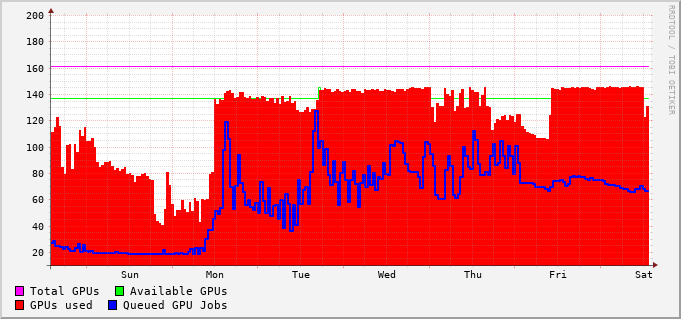 200
180
160
140
120
100
80
60
40
20
Sun Mon Tue Wed Thu Fri Sat
Total GPUs Available GPUs
GPUs used Queued GPU Jobs
RRDTOOL / TOBI OETIKER